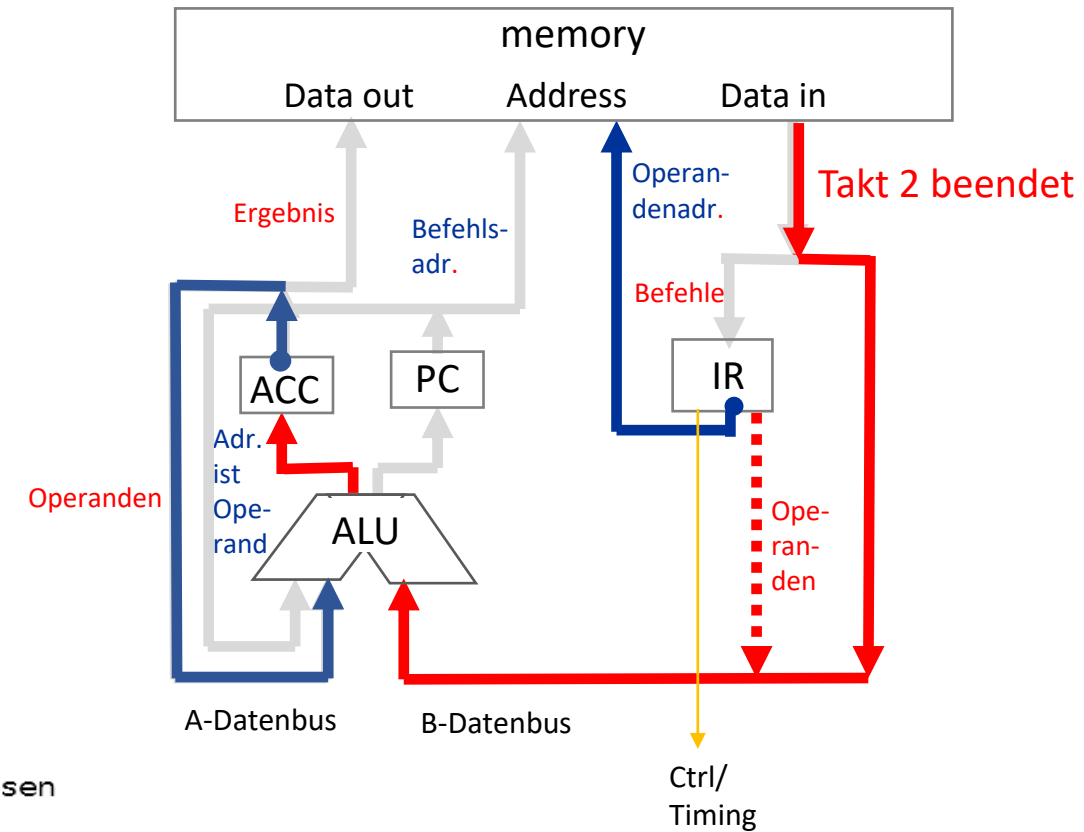 memory
Data out
Address
Data in
Operan-
denadr.
Takt 2 beendet
Ergebnis
Befehls-
adr.
Befehle
ACC
PC
IR
Adr.
ist
Ope-
rand
Operanden
ALU
Ope-
ran-
den
A-Datenbus
B-Datenbus
Ctrl/
Timing
sen